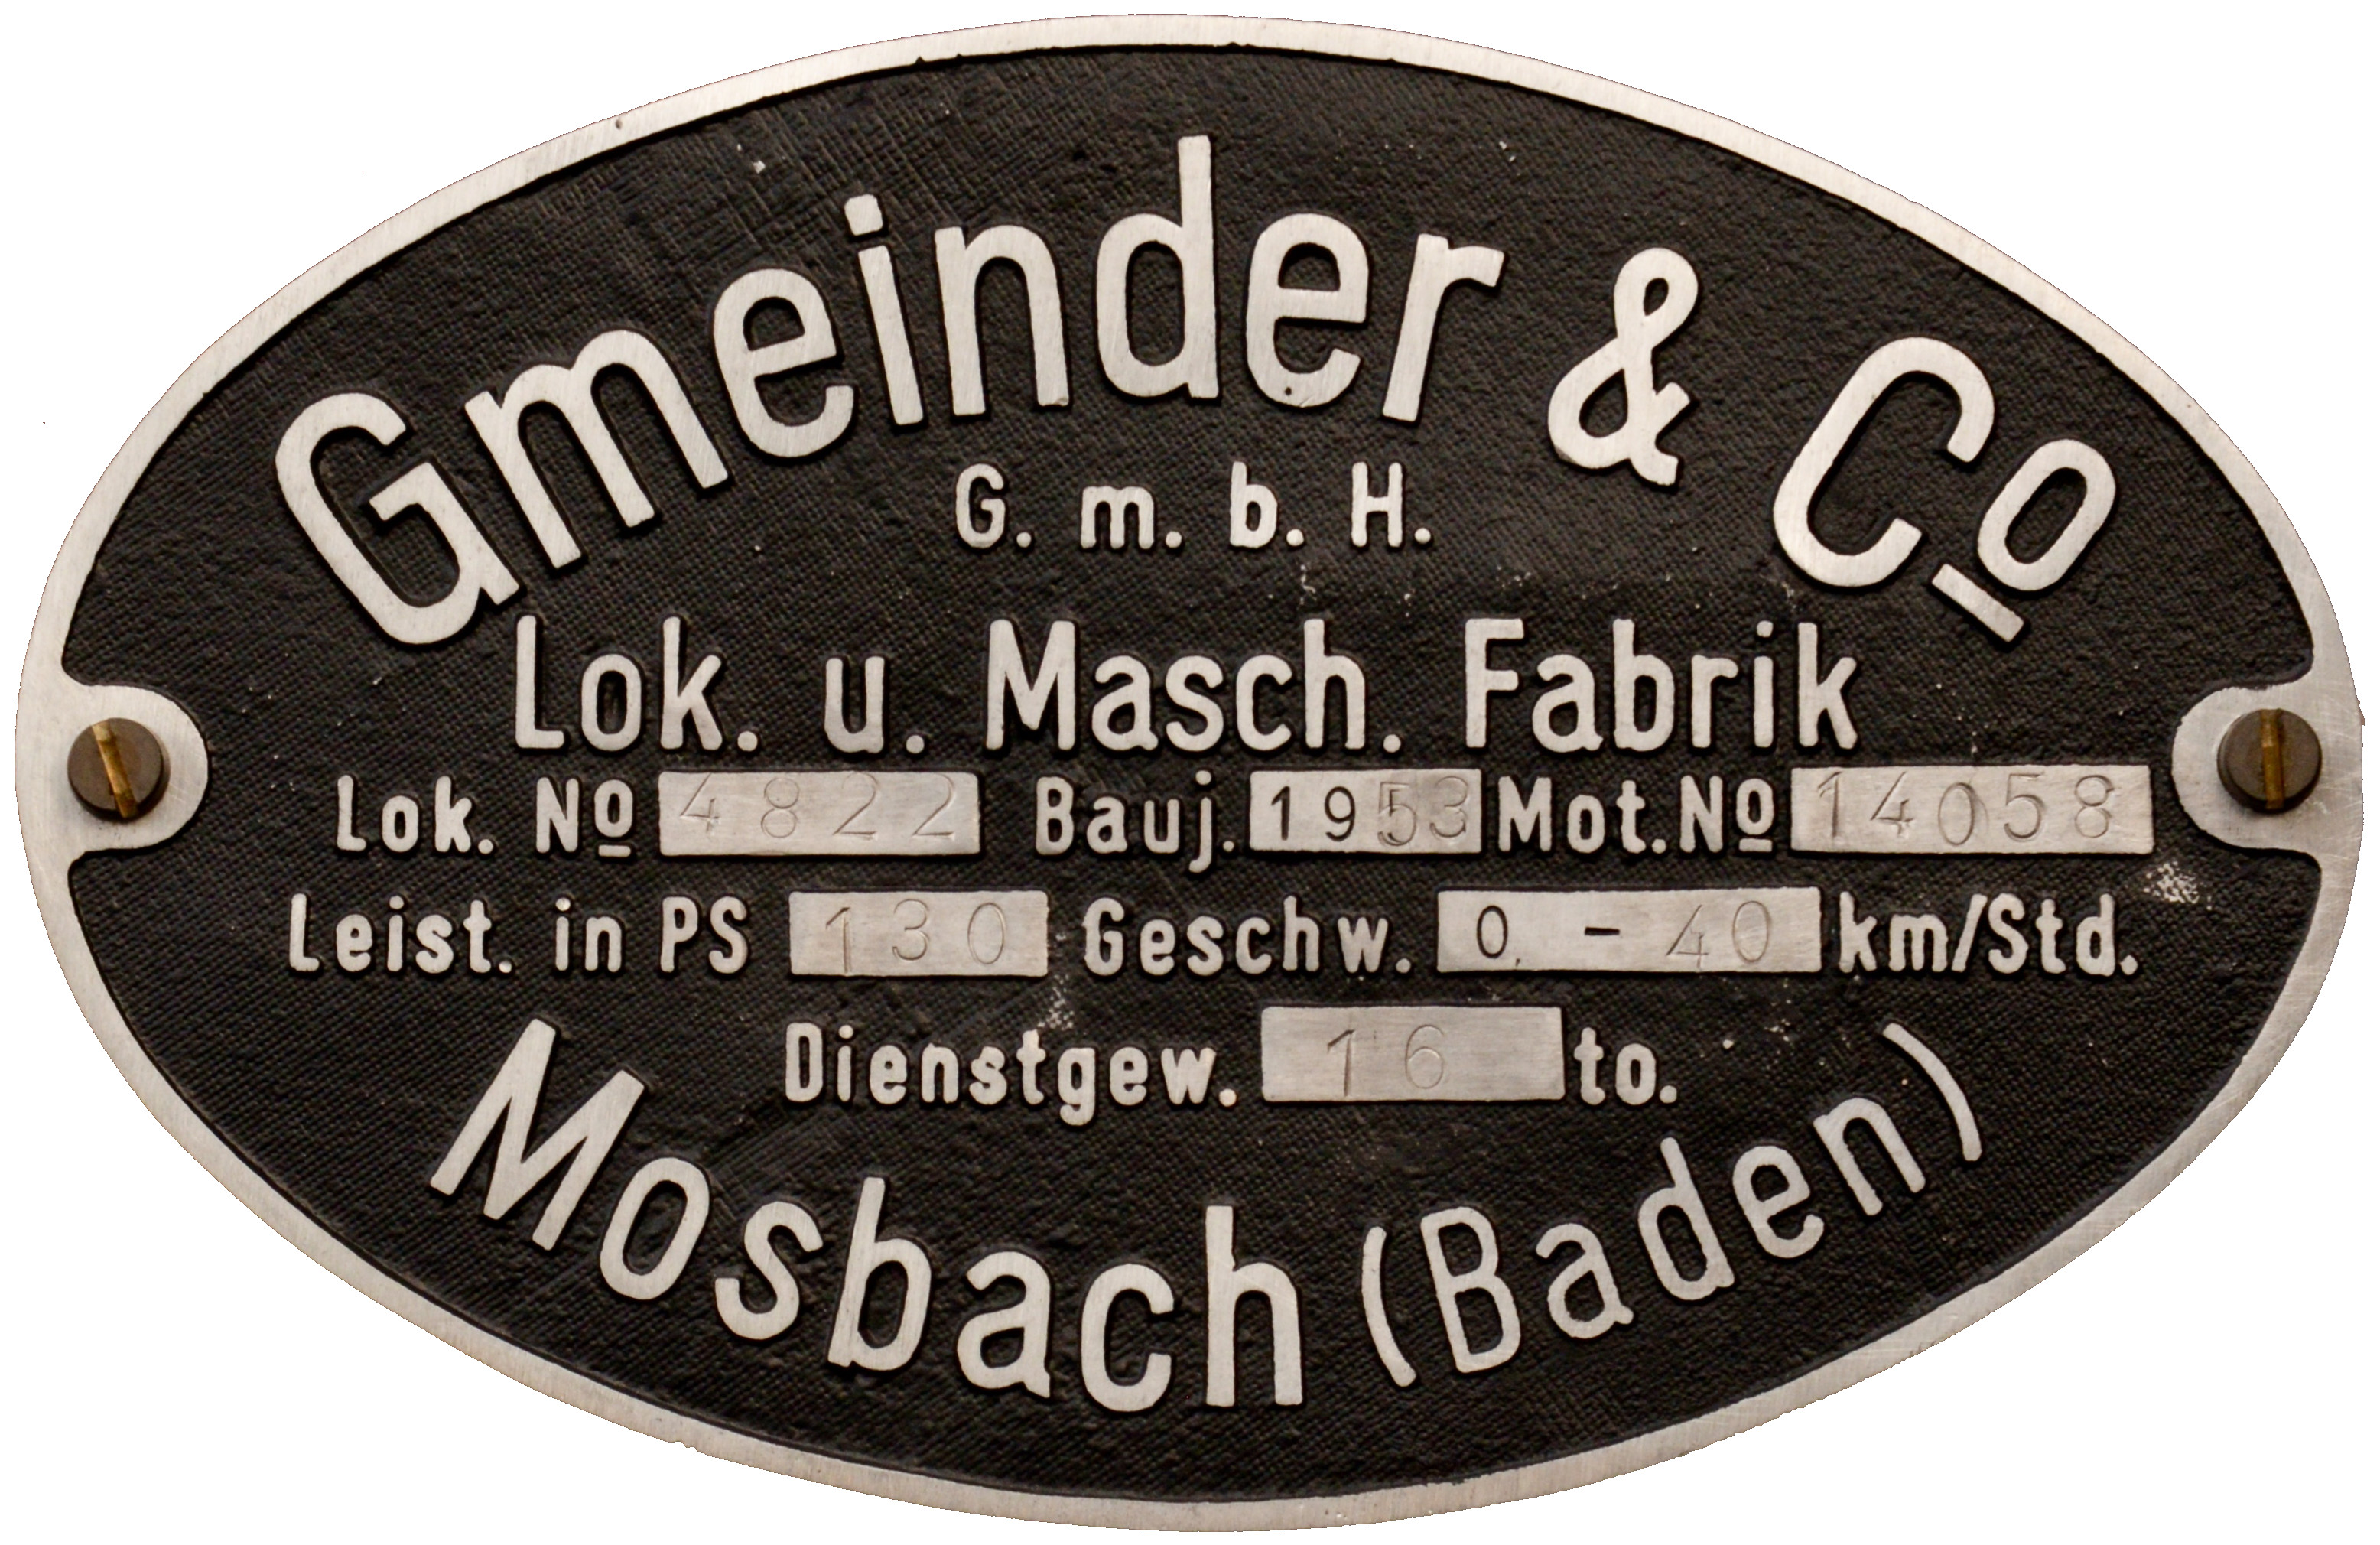 Gmeinder & Co
G. m. b. H.
Lok. u. Masch. Fabrik
Lok. No 4822 Bauj. 1953 Mot. No 14058
Leist. in PS 130 Geschw. 0 - 40 km/Std.
Dienstgew. 16 to.
Mosbach (Baden)